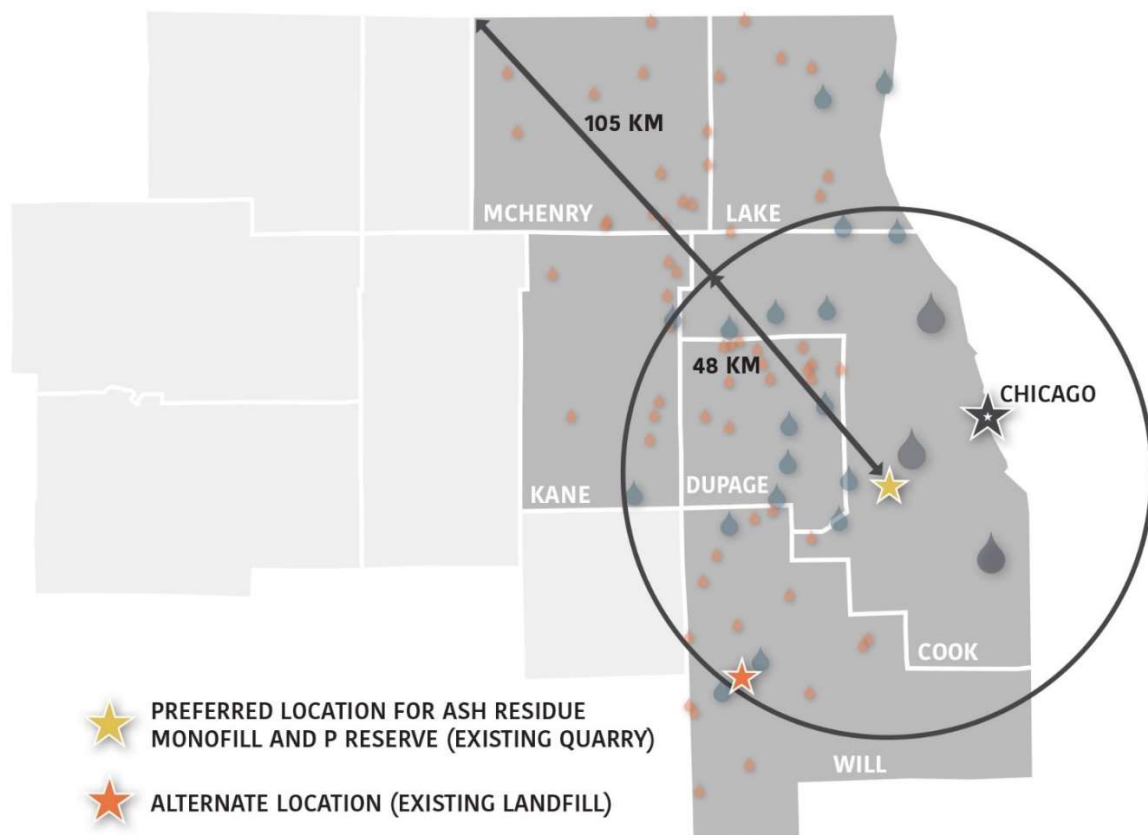 105 KM
MCHENRY
LAKE
48 KM
CHICAGO
KANE
DUPAGE
COOK
WILL
PREFERRED LOCATION FOR ASH RESIDUE
MONOFILL AND P RESERVE (EXISTING QUARRY)
ALTERNATE LOCATION (EXISTING LANDFILL)